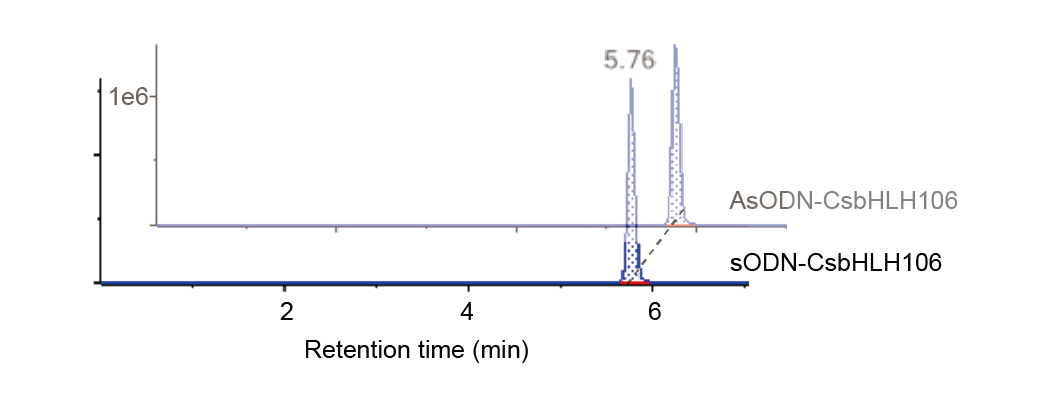 5.76
1e6
AsODN-CsbHLH106
sODN-CsbHLH106
2 4 6
Retention time (min)